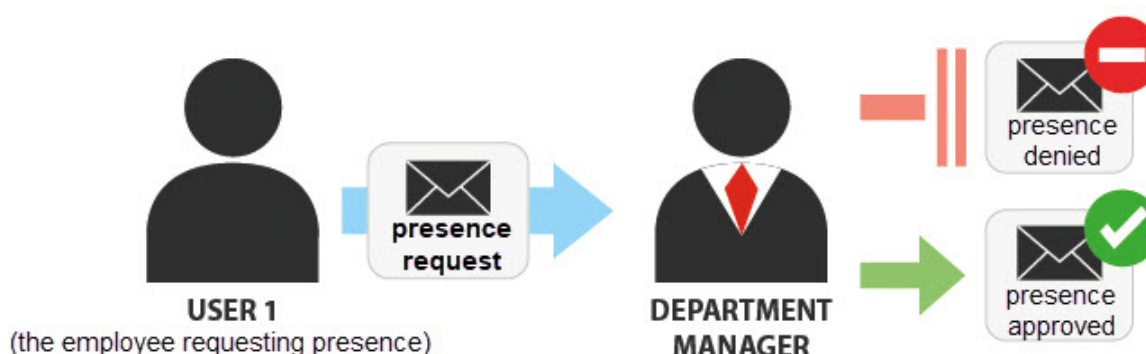 presence
request
USER 1
(the employee requesting presence)
DEPARTMENT
MANAGER
presence
denied
presence
approved